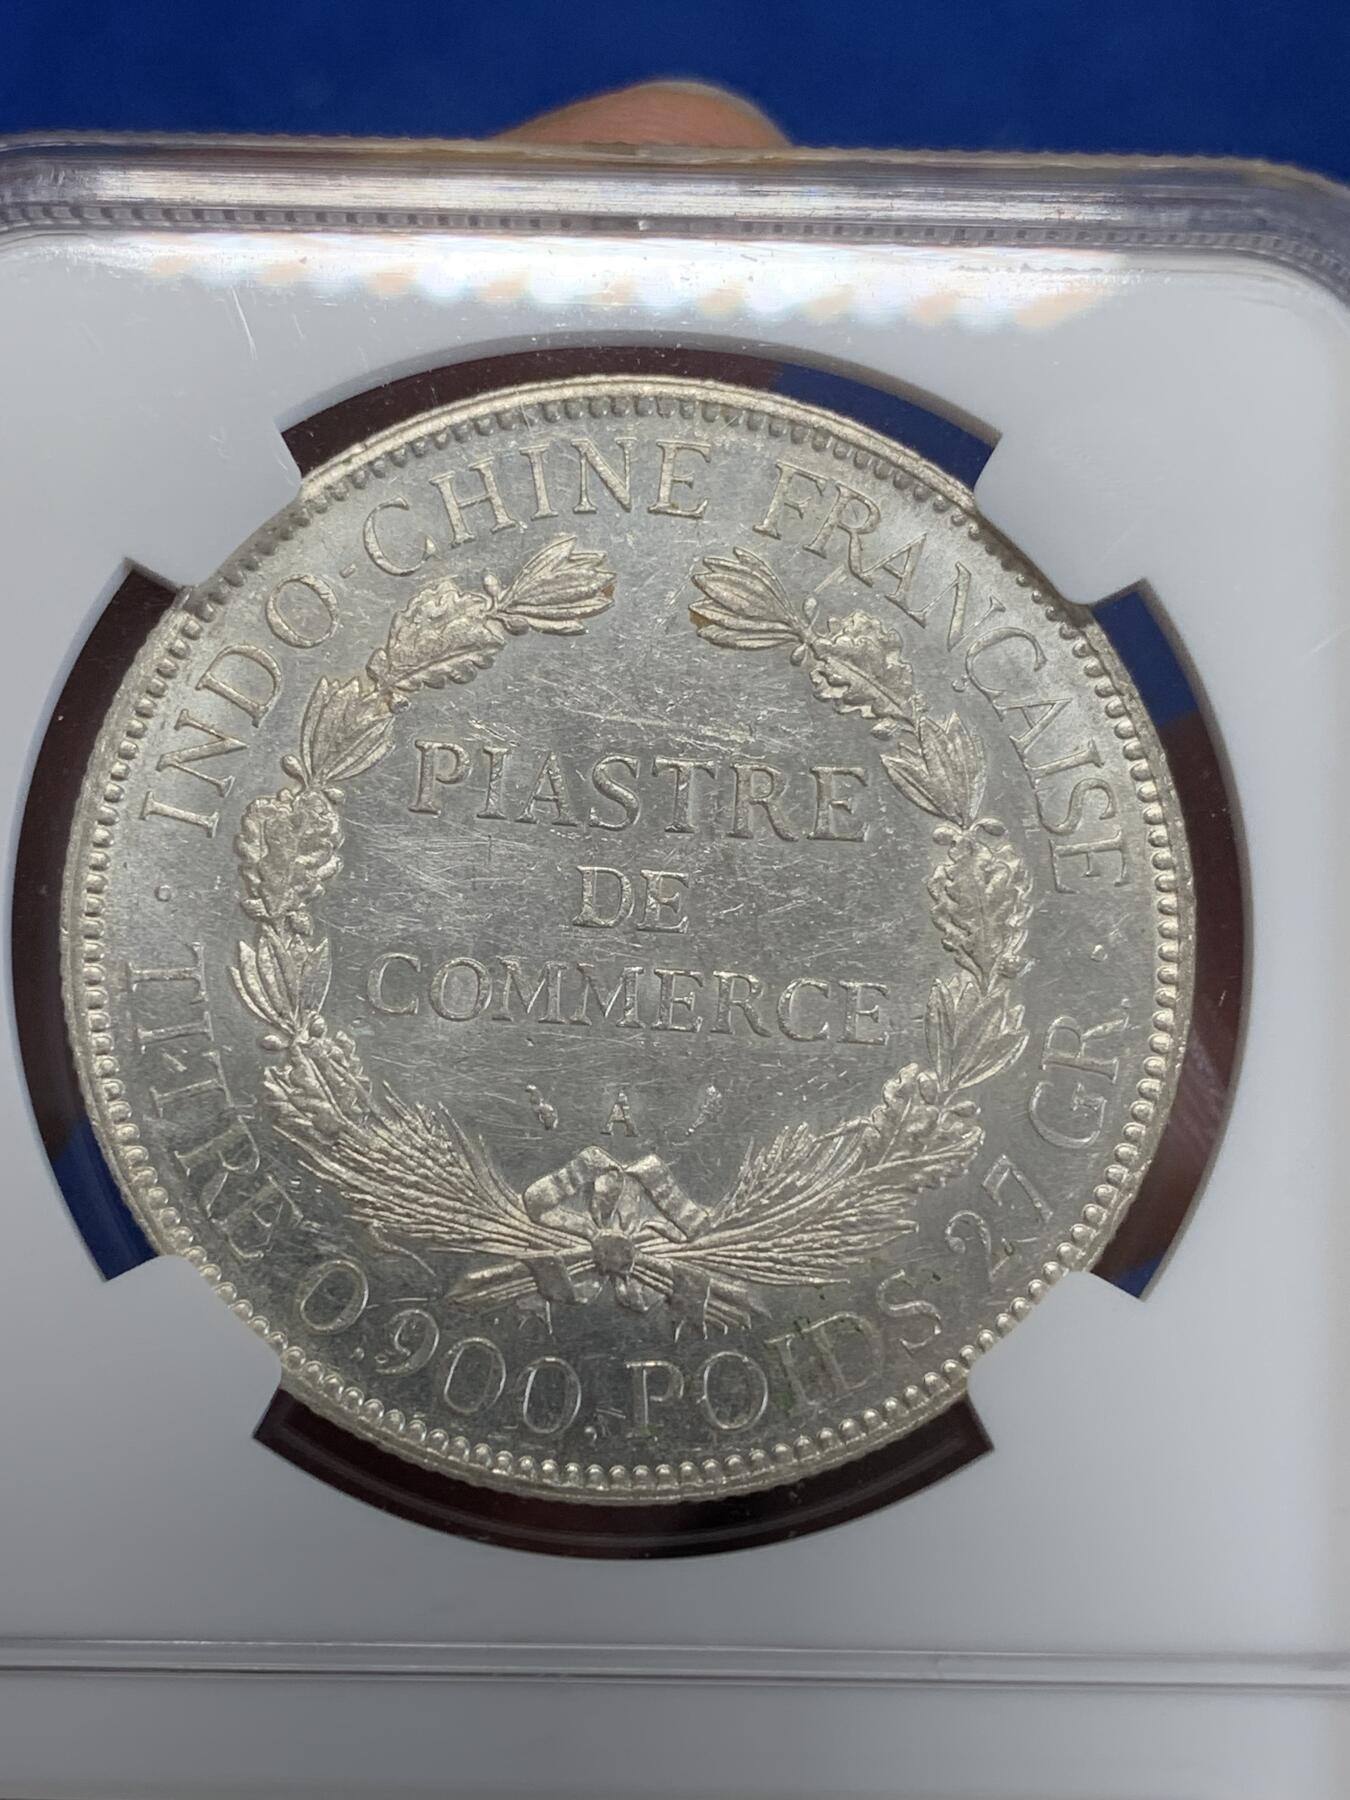 INDO-CHINE FRANÇAISE
PIASTRE
DE
COMMERCE
A
TITRE 0,900. POIDS 27 GR.